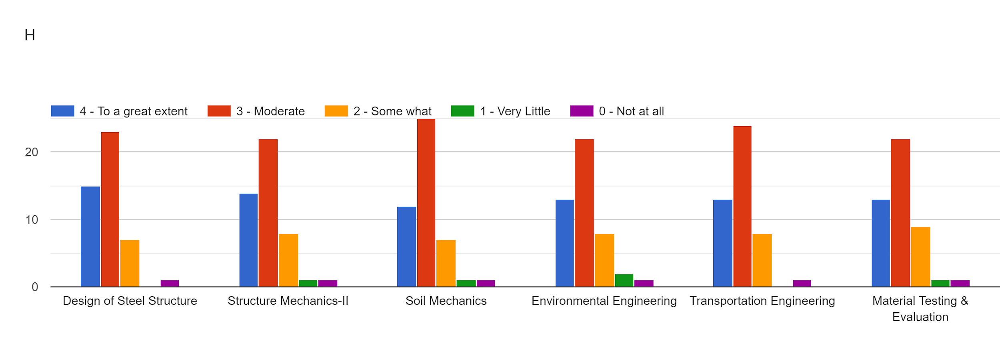 H
4 - To a great extent 3 - Moderate 2 - Some what 1 - Very Little 0 - Not at all
20
10
0
Design of Steel Structure Structure Mechanics-II Soil Mechanics Environmental Engineering Transportation Engineering Material Testing &
Evaluation